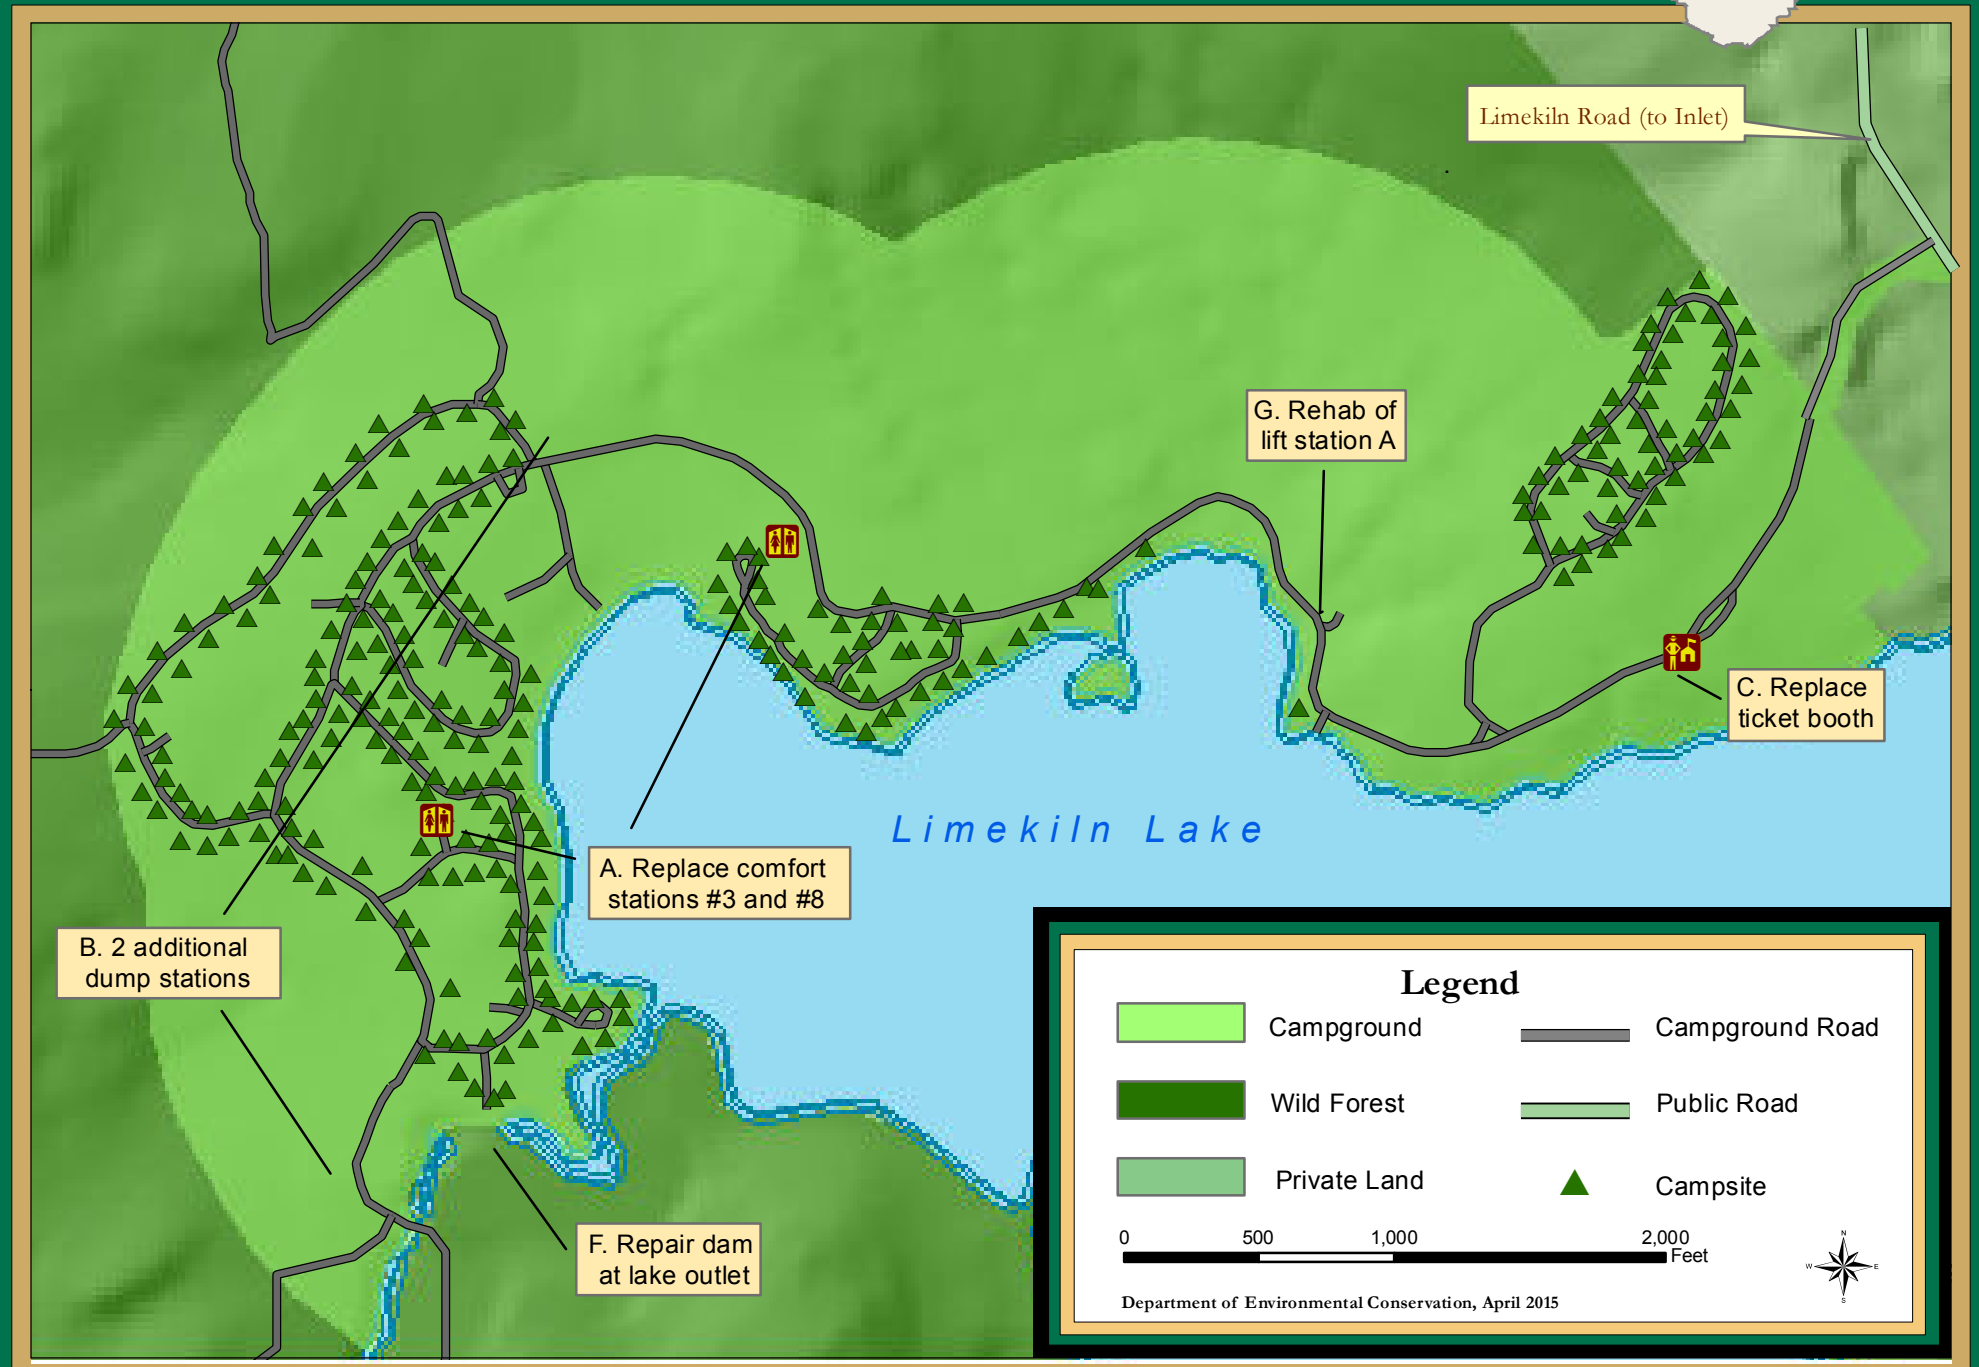 Limekiln Road (to Inlet)
G. Rehab of
lift station A
C. Replace
ticket booth
Limekiln Lake
A. Replace comfort
stations #3 and #8
B. 2 additional
dump stations
F. Repair dam
at lake outlet
Legend
Campground
Campground Road
Wild Forest
Public Road
Private Land
Campsite
0 500 1,000 2,000
Feet
N
W E
S
Department of Environmental Conservation, April 2015